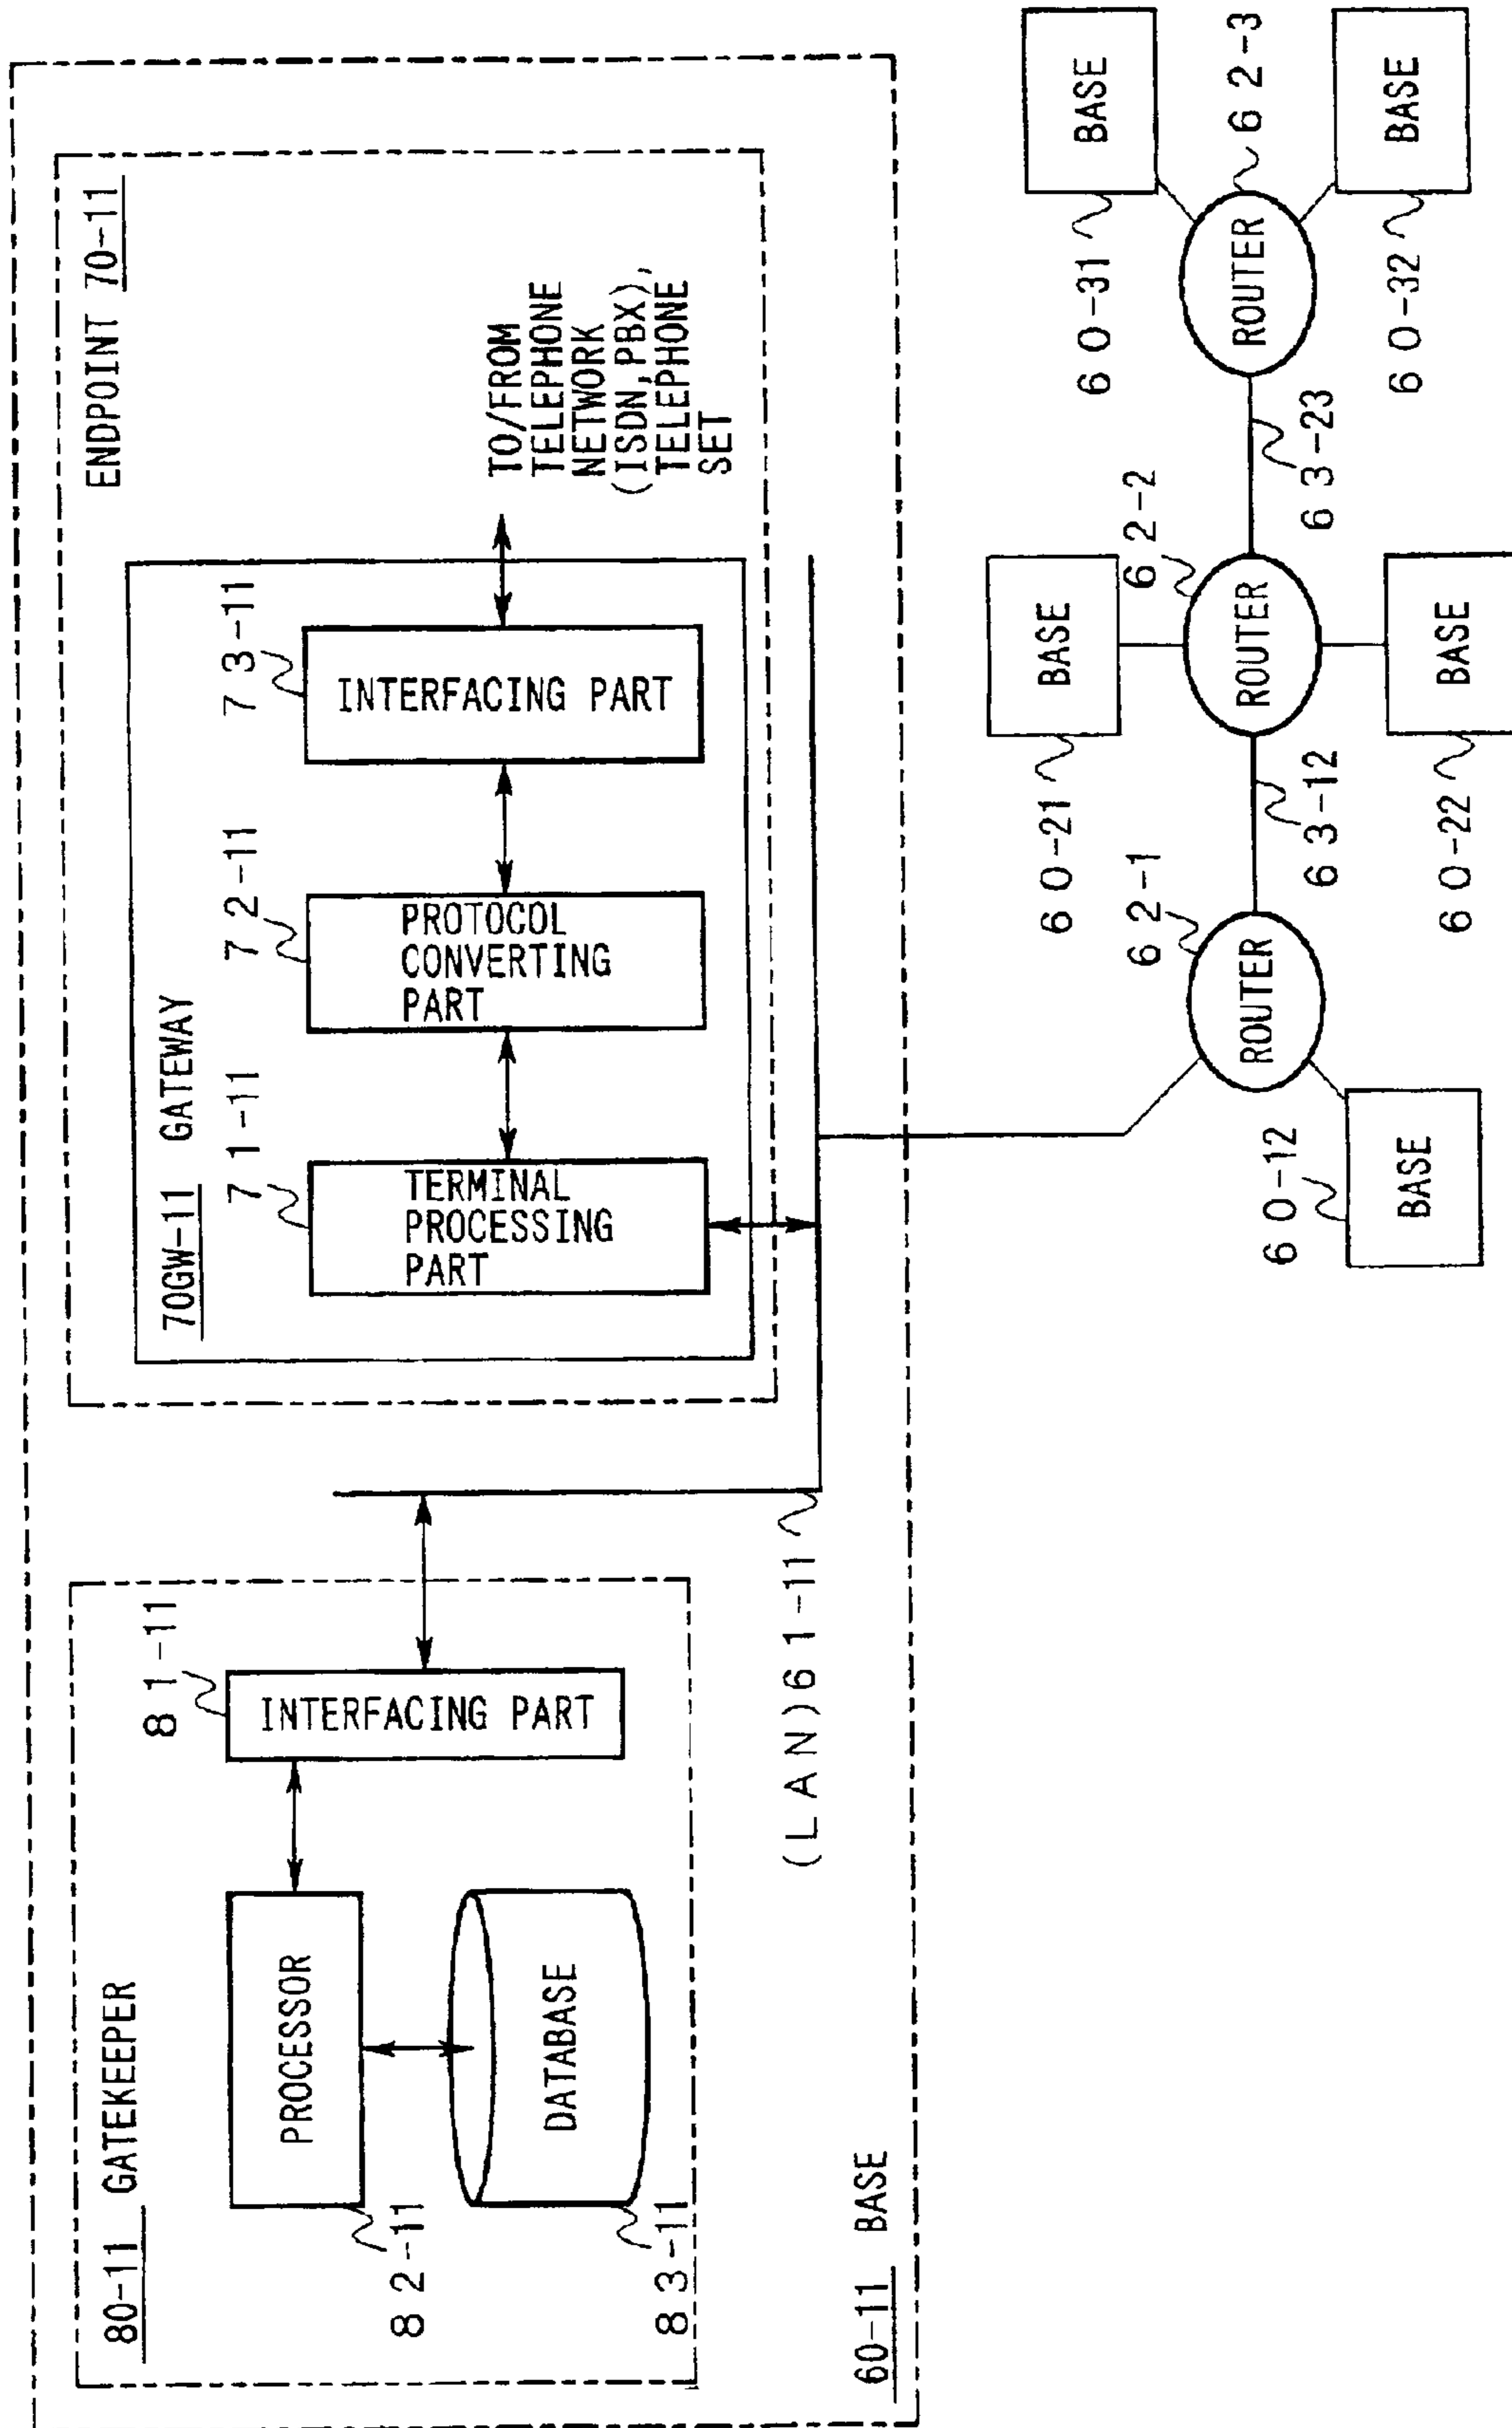 80-11 GATEKEEPER
PROCESSOR
82-11
DATABASE
83-11
81-11
INTERFACING PART
60-11 BASE
(LAN)61-11
ENDPOINT 70-11
70GW-11 GATEWAY
71-11
TERMINAL
PROCESSING
PART
72-11
PROTOCOL
CONVERTING
PART
73-11
INTERFACING PART
TO/FROM
TELEPHONE
NETWORK
(ISDN,PBX),
TELEPHONE
SET
60-12
BASE
62-1
ROUTER
63-12
60-21
BASE
62-2
ROUTER
60-22
BASE
63-23
60-31
BASE
ROUTER
62-3
60-32
BASE